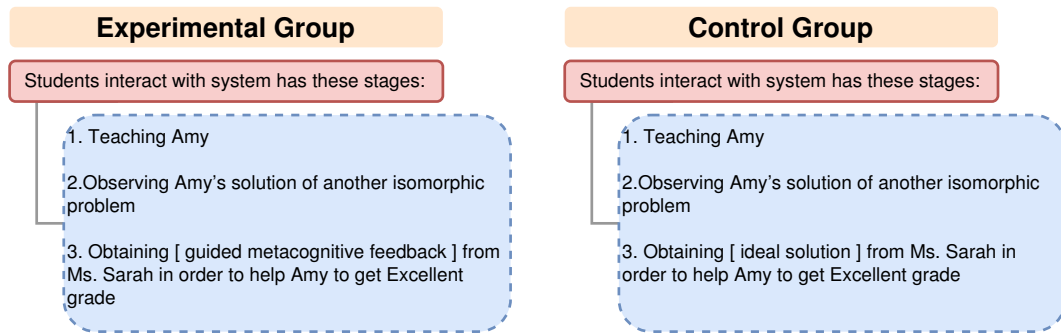 Experimental Group
Students interact with system has these stages:
1. Teaching Amy
2.Observing Amy's solution of another isomorphic
problem
3. Obtaining [ guided metacognitive feedback ] from
Ms. Sarah in order to help Amy to get Excellent
grade
Control Group
Students interact with system has these stages:
1. Teaching Amy
2.Observing Amy's solution of another isomorphic
problem
3. Obtaining [ ideal solution ] from Ms. Sarah in
order to help Amy to get Excellent grade